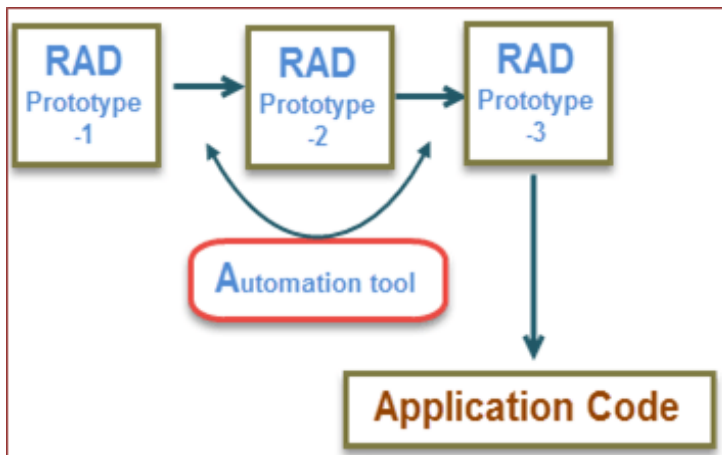 RAD
Prototype
-1
RAD
Prototype
-2
RAD
Prototype
-3
Automation tool
Application Code